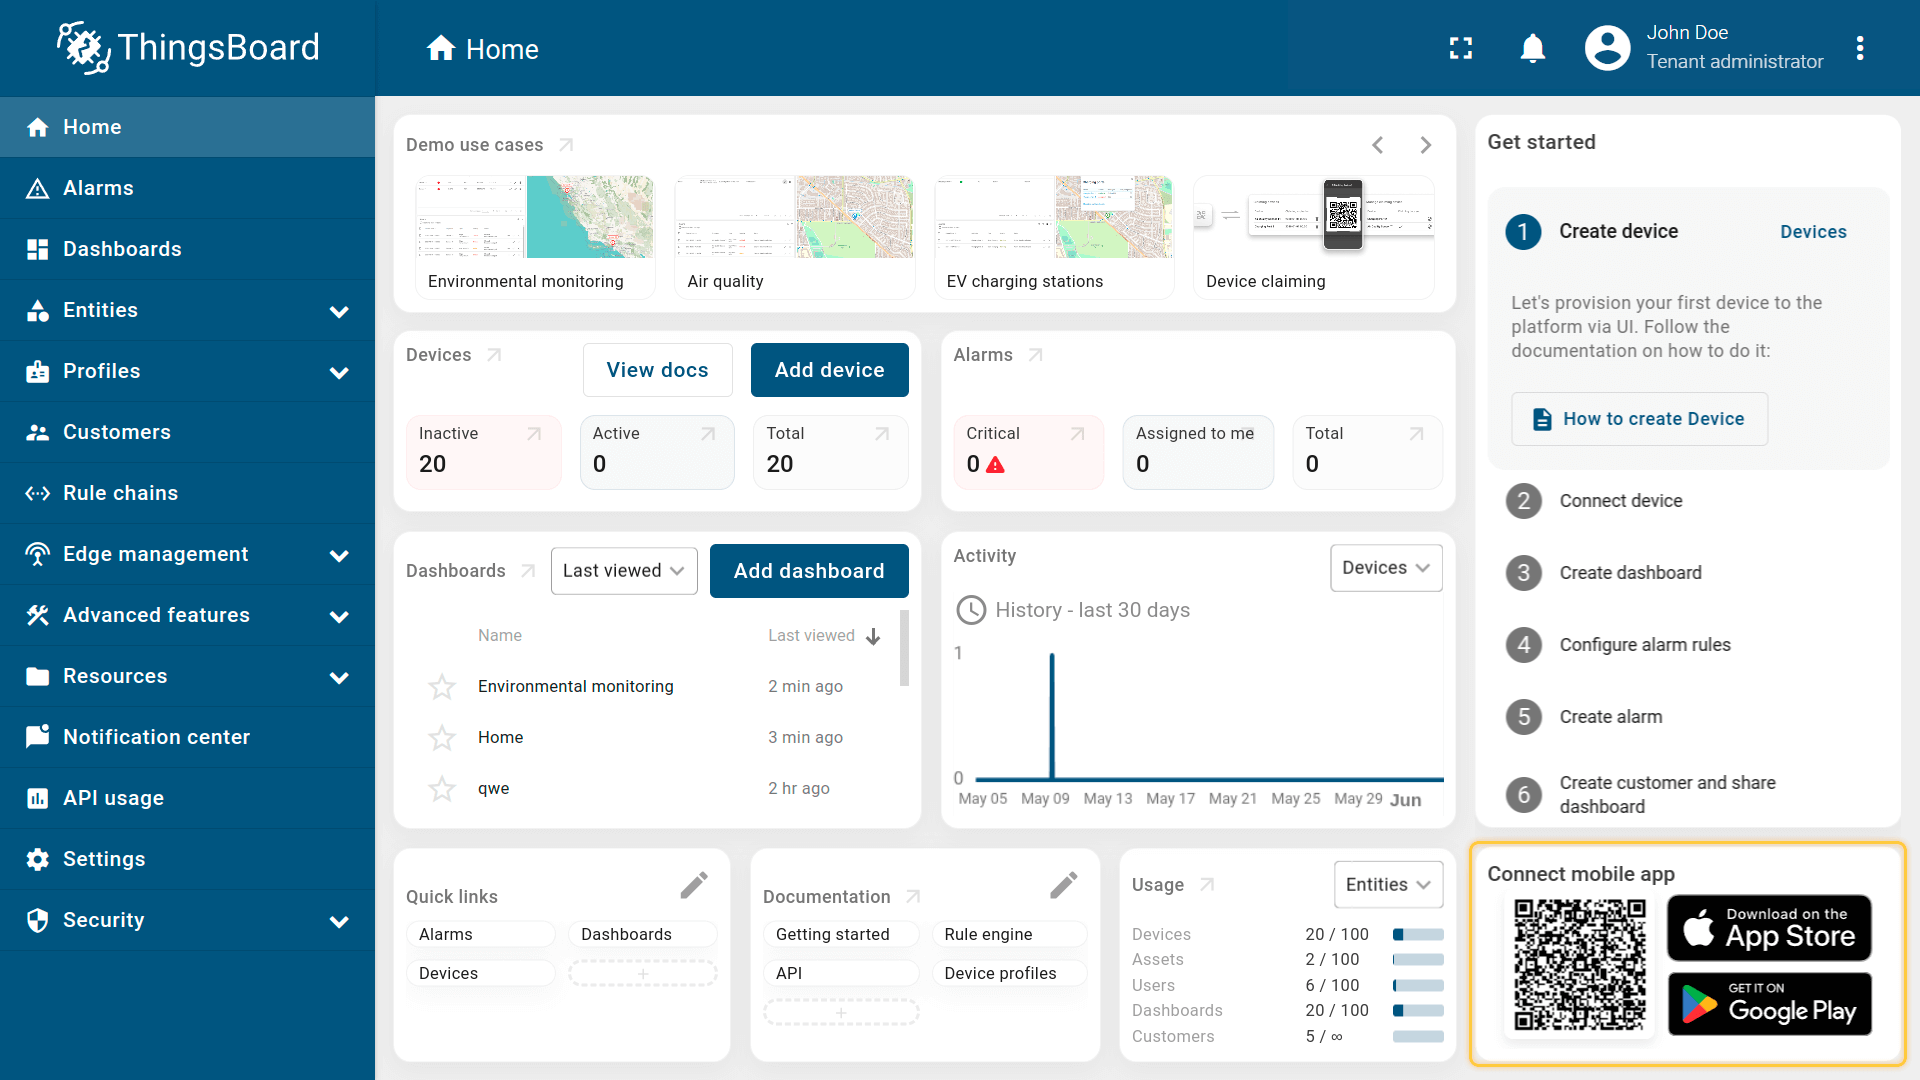 ThingsBoard
Home
John Doe
Tenant administrator
Home
Alarms
Dashboards
Entities
Profiles
Customers
Rule chains
Edge management
Advanced features
Resources
Notification center
API usage
Settings
Security
Demo use cases
Environmental monitoring
Air quality
EV charging stations
Device claiming
Devices
View docs
Add device
Inactive
20
Active
0
Total
20
Alarms
Critical
0
Assigned to me
0
Total
0
Dashboards
Last viewed
Add dashboard
Name
Last viewed
Environmental monitoring
2 min ago
Home
3 min ago
qwe
2 hr ago
Activity
Devices
History - last 30 days
1
0
May 05 May 09 May 13 May 17 May 21 May 25 May 29 Jun
Quick links
Alarms
Dashboards
Devices
+
Documentation
Getting started
Rule engine
API
Device profiles
+
Usage
Entities
Devices 20 / 100
Assets 2 / 100
Users 6 / 100
Dashboards 20 / 100
Customers 5 / ∞
Get started
1 Create device
Devices
Let's provision your first device to the
platform via UI. Follow the
documentation on how to do it:
How to create Device
2 Connect device
3 Create dashboard
4 Configure alarm rules
5 Create alarm
6 Create customer and share
dashboard
Connect mobile app
Download on the
App Store
GET IT ON
Google Play